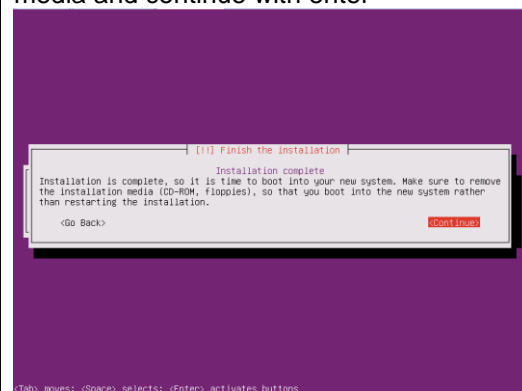 media and continue with enter
[!!] Finish the installation
Installation complete
Installation is complete, so it is time to boot into your new system. Make sure to remove
the installation media (CD-ROM, floppies), so that you boot into the new system rather
than restarting the installation.
<Go Back> <Continue>
<Tab> moves; <Space> selects; <Enter> activates buttons